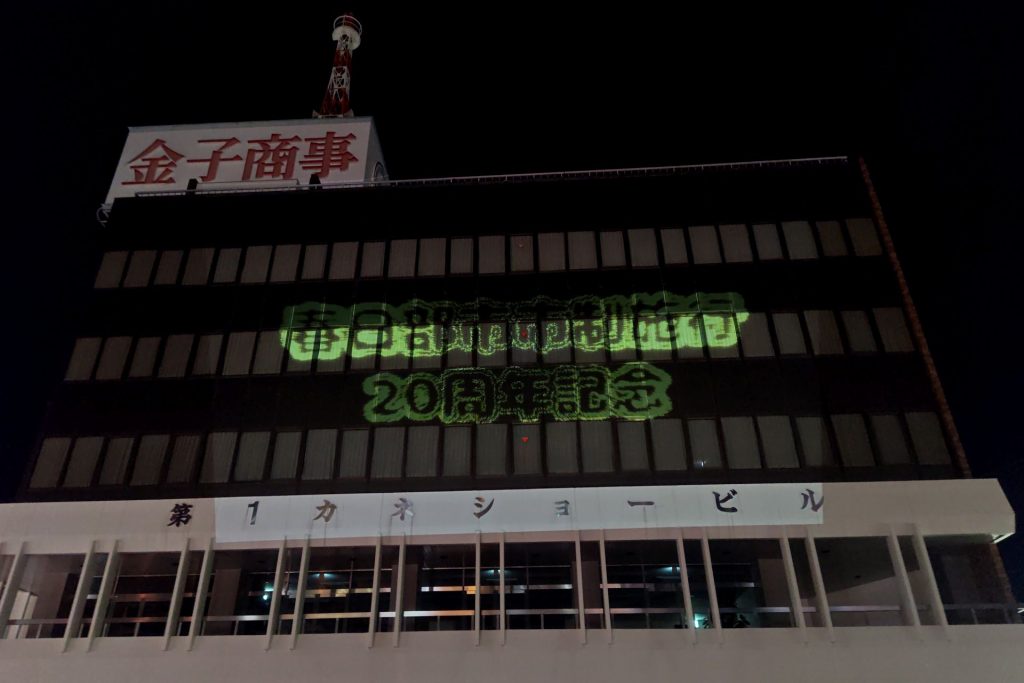 金子商事
春日部市市制施行
20周年記念
第1カネショービル